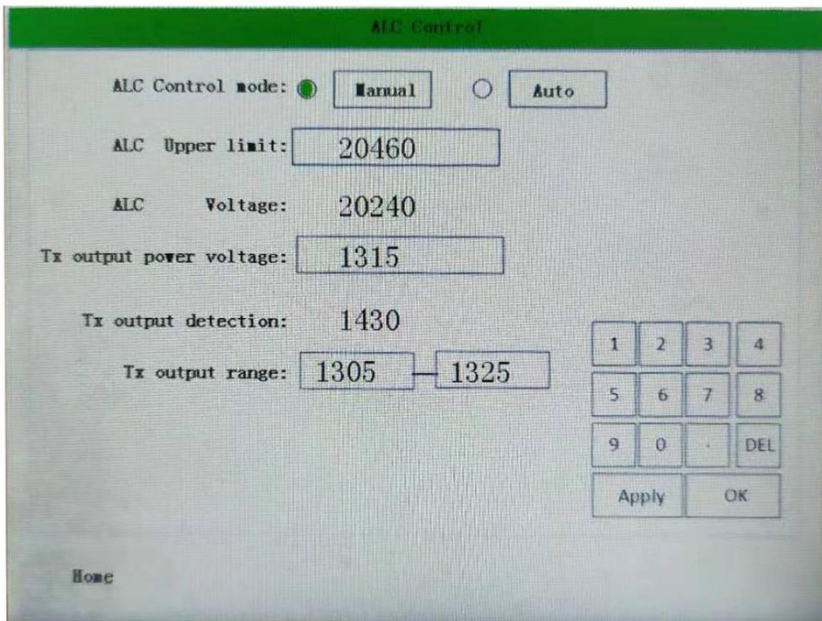 ALC Control
ALC Control mode: Manual Auto
ALC Upper limit: 20460
ALC Voltage: 20240
Tx output power voltage: 1315
Tx output detection: 1430
Tx output range: 1305 — 1325
1 2 3 4
5 6 7 8
9 0 . DEL
Apply OK
Home